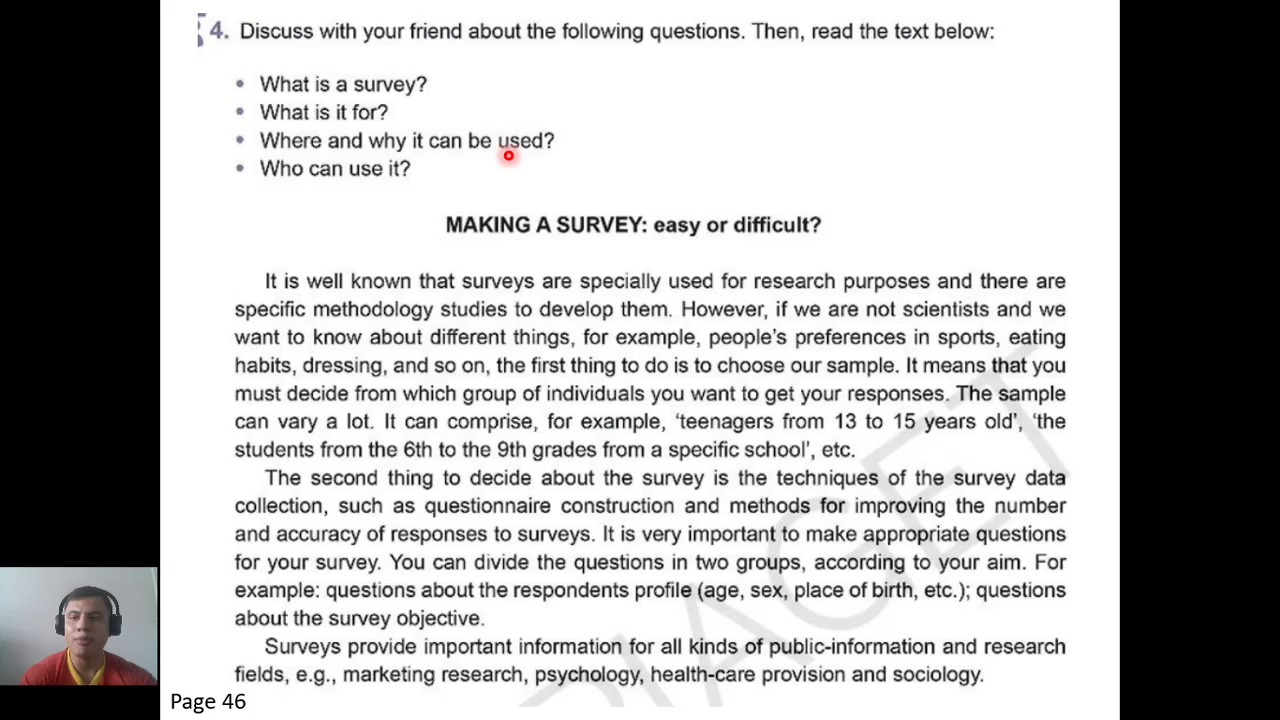 4. Discuss with your friend about the following questions. Then, read the text below:
• What is a survey?
• What is it for?
• Where and why it can be used?
• Who can use it?
MAKING A SURVEY: easy or difficult?
It is well known that surveys are specially used for research purposes and there are
specific methodology studies to develop them. However, if we are not scientists and we
want to know about different things, for example, people's preferences in sports, eating
habits, dressing, and so on, the first thing to do is to choose our sample. It means that you
must decide from which group of individuals you want to get your responses. The sample
can vary a lot. It can comprise, for example, 'teenagers from 13 to 15 years old', 'the
students from the 6th to the 9th grades from a specific school', etc.
The second thing to decide about the survey is the techniques of the survey data
collection, such as questionnaire construction and methods for improving the number
and accuracy of responses to surveys. It is very important to make appropriate questions
for your survey. You can divide the questions in two groups, according to your aim. For
example: questions about the respondents profile (age, sex, place of birth, etc.); questions
about the survey objective.
Surveys provide important information for all kinds of public-information and research
fields, e.g., marketing research, psychology, health-care provision and sociology.
Page 46